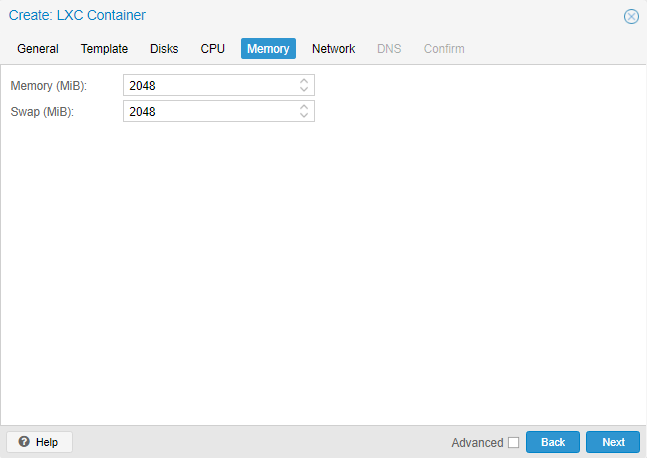 Create: LXC Container
General Template Disks CPU Memory Network DNS Confirm
Memory (MiB): 2048
Swap (MiB): 2048
Help Advanced Back Next